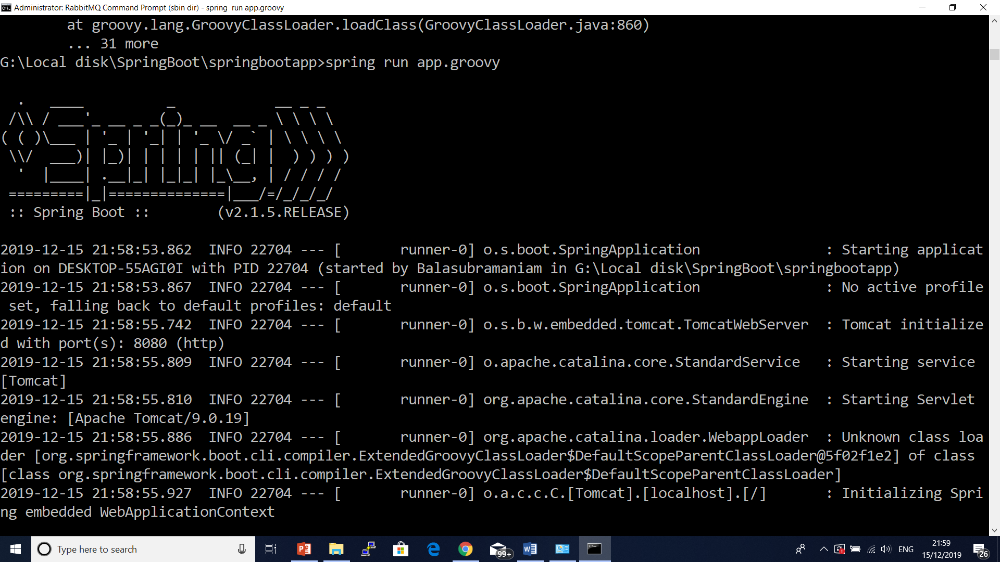 Administrator: RabbitMQ Command Prompt (sbin dir) - spring  run app.groovy
        at groovy.lang.GroovyClassLoader.loadClass(GroovyClassLoader.java:860)
        ... 31 more
G:\Local disk\SpringBoot\springbootapp>spring run app.groovy
  .   ____          _            __ _ _
 /\\ / ___'_ __ _ _(_)_ __  __ _ \ \ \ \
( ( )\___ | '_ | '_| | '_ \/ _` | \ \ \ \
 \\/  ___)| |_)| | | | | || (_| |  ) ) ) )
  '  |____| .__|_| |_|_| |_\__, | / / / /
 =========|_|==============|___/=/_/_/_/
 :: Spring Boot ::        (v2.1.5.RELEASE)
2019-12-15 21:58:53.862  INFO 22704 --- [       runner-0] o.s.boot.SpringApplication               : Starting applicat
ion on DESKTOP-55AGI0I with PID 22704 (started by Balasubramaniam in G:\Local disk\SpringBoot\springbootapp)
2019-12-15 21:58:53.867  INFO 22704 --- [       runner-0] o.s.boot.SpringApplication               : No active profile
 set, falling back to default profiles: default
2019-12-15 21:58:55.742  INFO 22704 --- [       runner-0] o.s.b.w.embedded.tomcat.TomcatWebServer  : Tomcat initialize
d with port(s): 8080 (http)
2019-12-15 21:58:55.809  INFO 22704 --- [       runner-0] o.apache.catalina.core.StandardService   : Starting service
[Tomcat]
2019-12-15 21:58:55.810  INFO 22704 --- [       runner-0] org.apache.catalina.core.StandardEngine  : Starting Servlet
engine: [Apache Tomcat/9.0.19]
2019-12-15 21:58:55.886  INFO 22704 --- [       runner-0] org.apache.catalina.loader.WebappLoader  : Unknown class loa
der [org.springframework.boot.cli.compiler.ExtendedGroovyClassLoader$DefaultScopeParentClassLoader@5f02f1e2] of class
[class org.springframework.boot.cli.compiler.ExtendedGroovyClassLoader$DefaultScopeParentClassLoader]
2019-12-15 21:58:55.927  INFO 22704 --- [       runner-0] o.a.c.c.C.[Tomcat].[localhost].[/]       : Initializing Spri
ng embedded WebApplicationContext
Type here to search
99+
ENG
21:59
15/12/2019
26